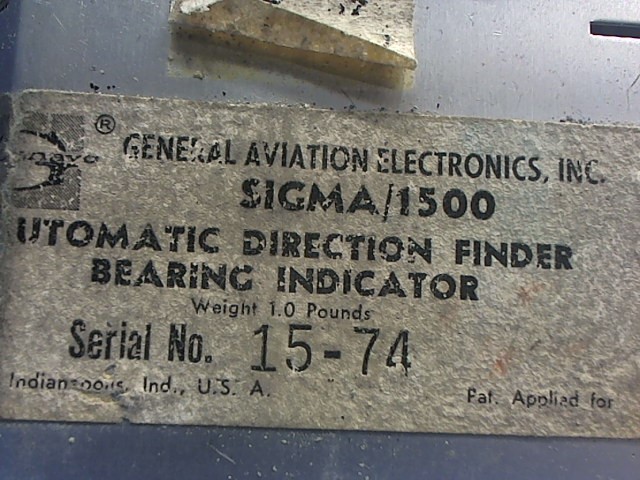 ®
GENERAL AVIATION ELECTRONICS, INC.
SIGMA/1500
UTOMATIC DIRECTION FINDER
BEARING INDICATOR
Weight 1.0 Pounds
Serial No. 15-74
Indianapolis, Ind., U.S.A.
Pat. Applied for